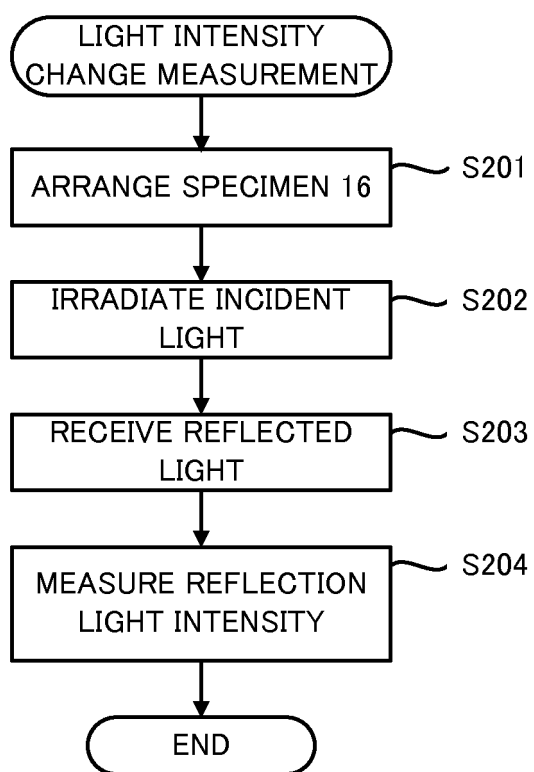 LIGHT INTENSITY
CHANGE MEASUREMENT
ARRANGE SPECIMEN 16
S201
IRRADIATE INCIDENT
LIGHT
S202
RECEIVE REFLECTED
LIGHT
S203
MEASURE REFLECTION
LIGHT INTENSITY
S204
END